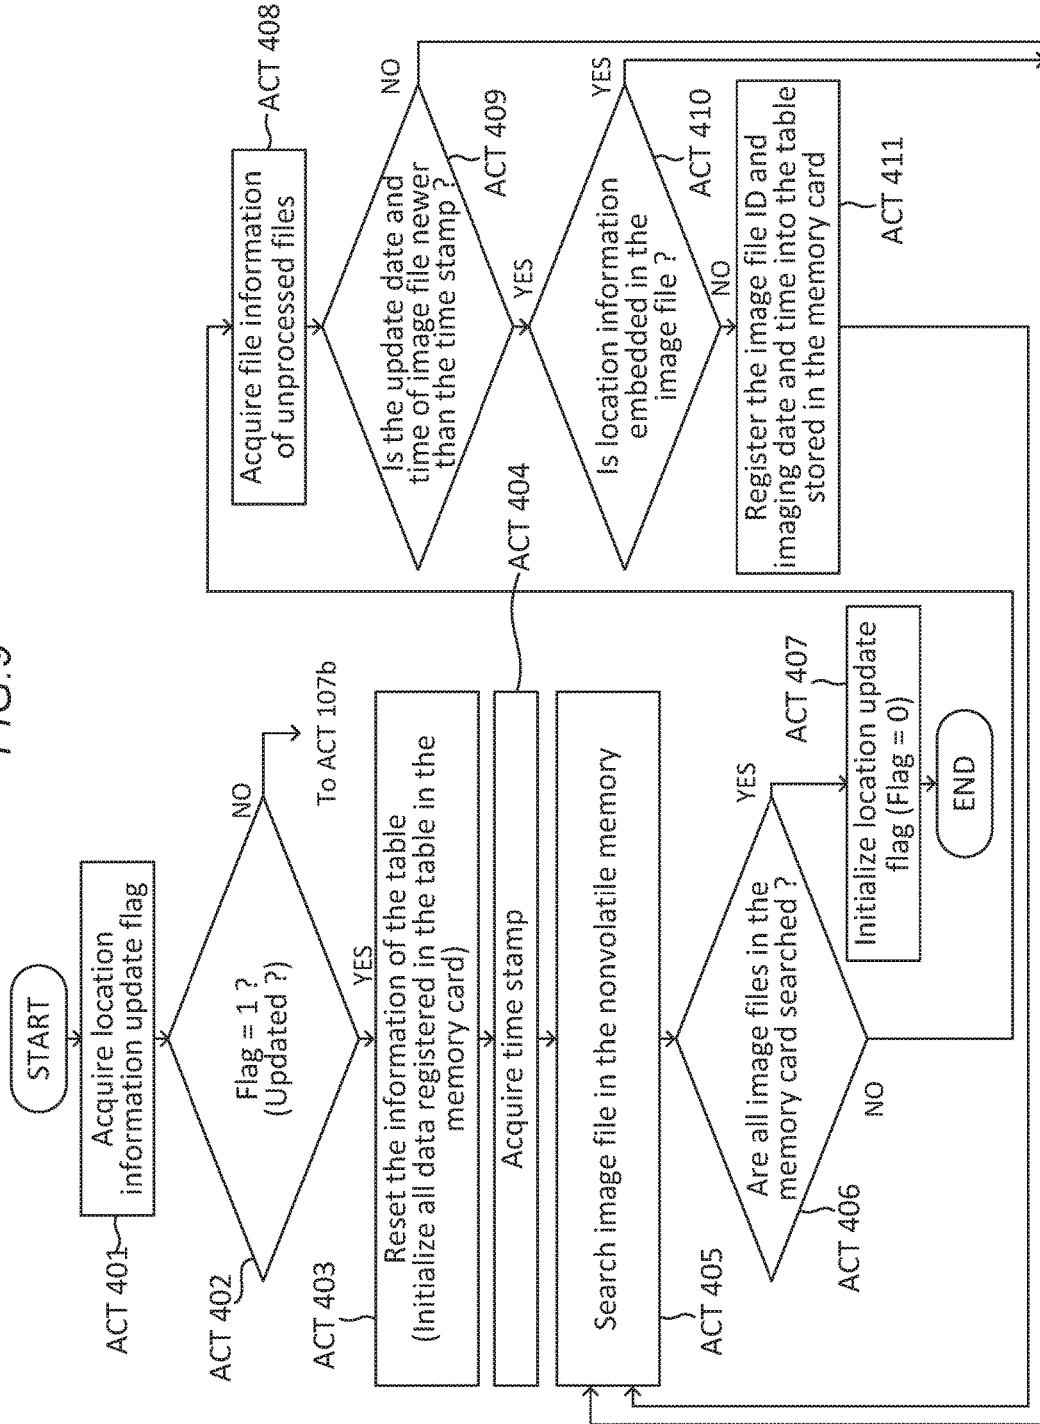 FIG.9
START
Acquire location
information update flag
ACT 401
Flag = 1 ?
(Updated ?)
ACT 402
NO
To ACT 107b
YES
Reset the information of the table
(Initialize all data registered in the table in the
memory card)
ACT 403
Acquire time stamp
ACT 404
Search image file in the nonvolatile memory
ACT 405
Are all image files in the
memory card searched ?
ACT 406
YES
NO
Initialize location update
flag (Flag = 0)
ACT 407
END
Acquire file information
of unprocessed files
ACT 408
Is the update date and
time of image file newer
than the time stamp ?
ACT 409
NO
YES
Is location information
embedded in the
image file ?
ACT 410
YES
NO
Register the image file ID and
imaging date and time into the table
stored in the memory card
ACT 411